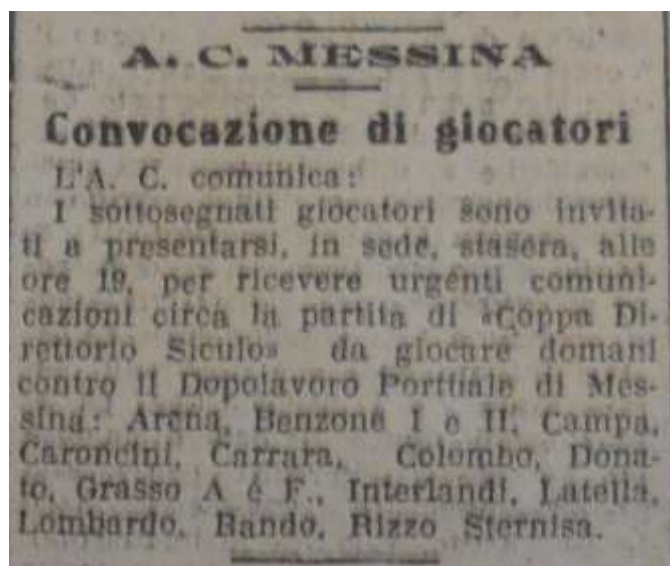 A. C. MESSINA
Convocazione di giocatori
L'A. C. comunica:
I sottosegnati giocatori sono invita-
ti a presentarsi, in sede, stasera, alle
ore 19, per ricevere urgenti comuni-
cazioni circa la partita di «Coppa Di-
rettorio Siculo» da giocare domani
contro il Dopolavoro Porttiale di Mes-
sina: Arena, Benzone I e II, Campa,
Caroncini, Carrara, Colombo, Dona-
to, Grasso A é F., Interlandi, Latella,
Lombardo, Rando, Rizzo Sternisa.